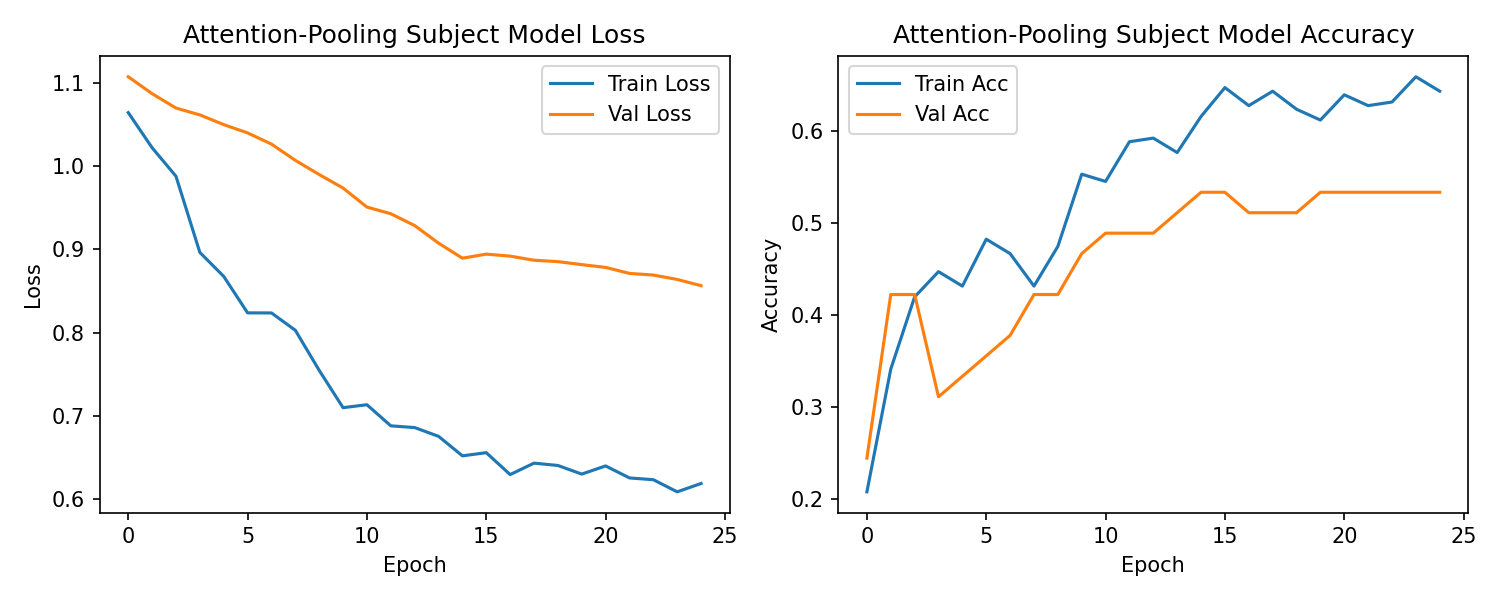 Attention-Pooling Subject Model Loss
Train Loss
Val Loss
1.1
1.0
0.9
0.8
0.7
0.6
Loss
0
5
10
15
20
25
Epoch
Attention-Pooling Subject Model Accuracy
Train Acc
Val Acc
0.6
0.5
0.4
0.3
0.2
Accuracy
0
5
10
15
20
25
Epoch